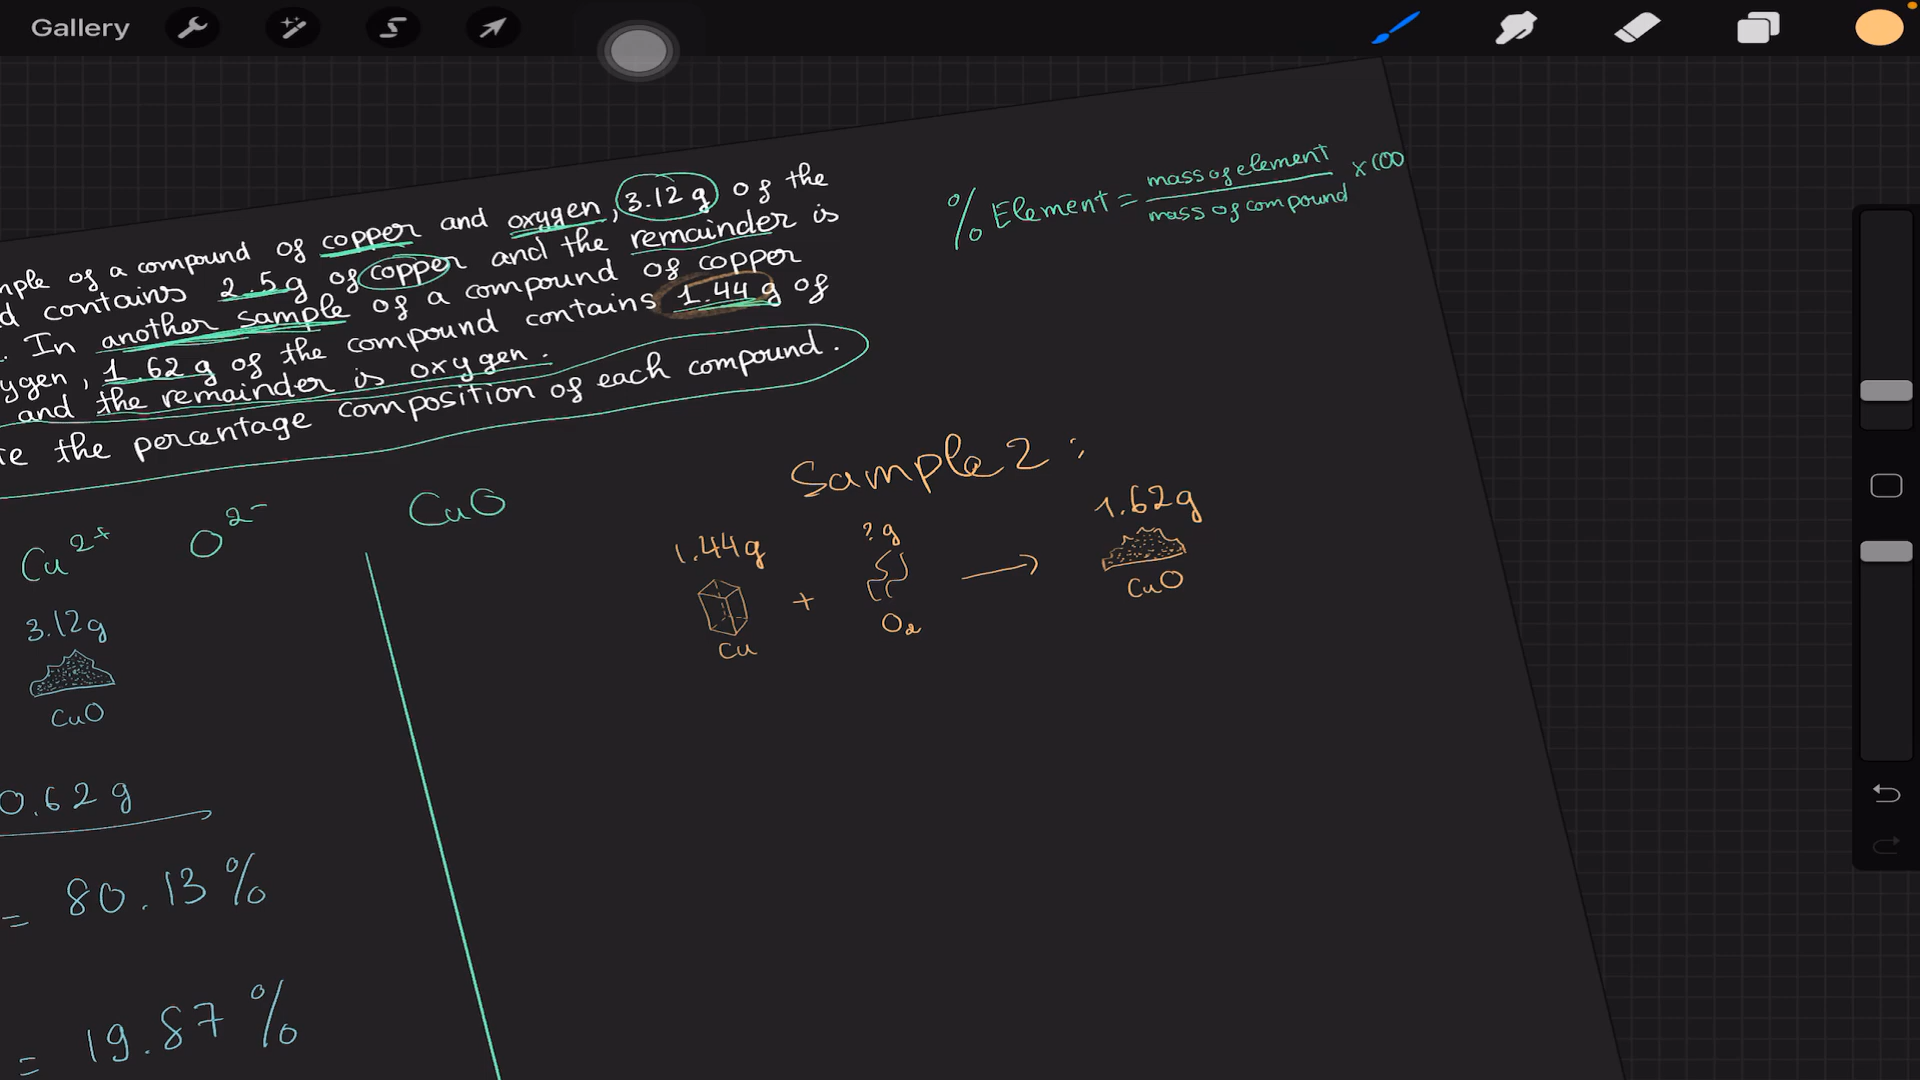 Gallery
mple of a compound of copper and oxygen, 3.12 g of the
d contains 2.5 g of copper and the remainder is
. In another sample of a compound of copper
ygen, 1.62 g of the compound contains 1.44 g of
and the remainder is oxygen.
te the percentage composition of each compound.
% Element = mass of element / mass of compound × 100
Cu2+ O2- CuO
3.12g
CuO
0.62 g
= 80.13 %
= 19.87 %
Sample 2 :
1.44g ? g 1.62g
+ →
Cu O2 CuO